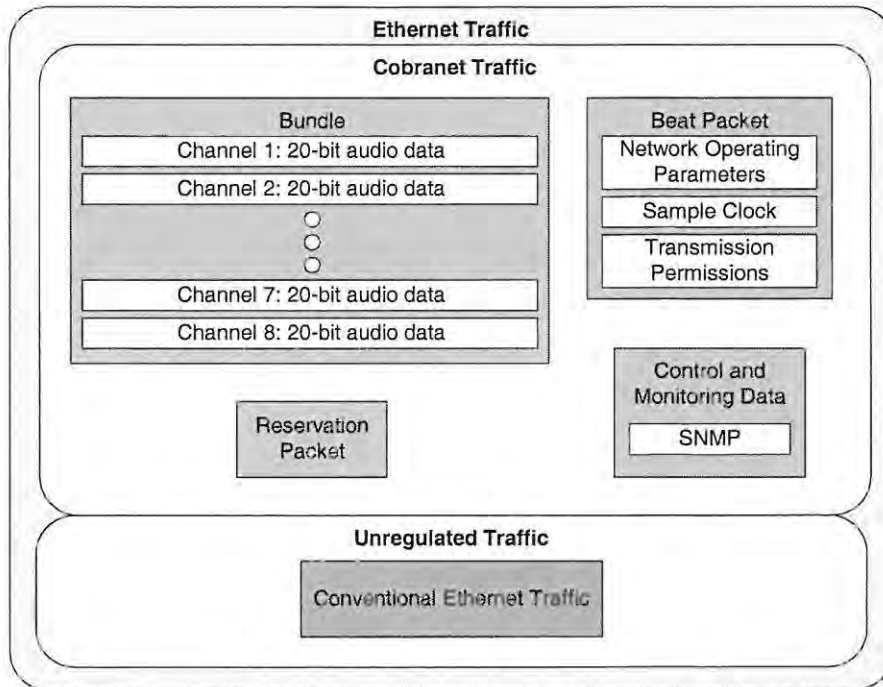 Ethernet Traffic
Cobranet Traffic
Bundle
Channel 1: 20-bit audio data
Channel 2: 20-bit audio data
Channel 7: 20-bit audio data
Channel 8: 20-bit audio data
Beat Packet
Network Operating
Parameters
Sample Clock
Transmission
Permissions
Reservation
Packet
Control and
Monitoring Data
SNMP
Unregulated Traffic
Conventional Ethernet Traffic